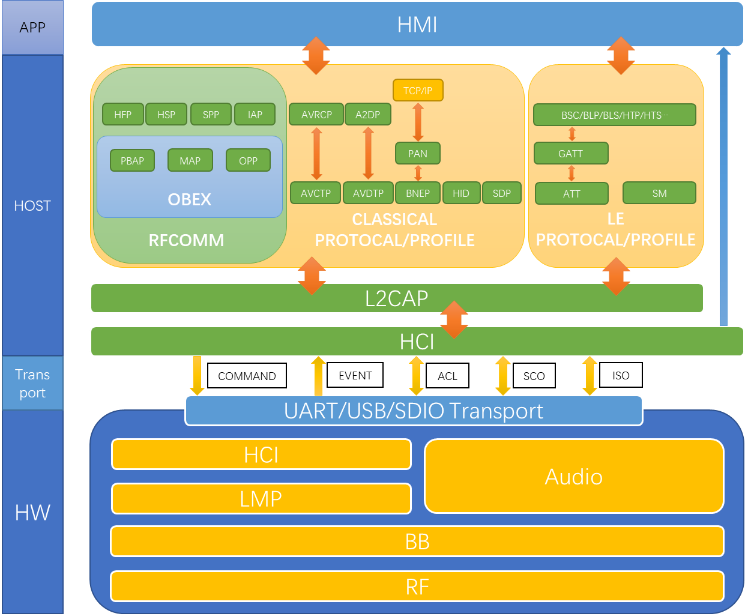 APP
HMI
HOST
TCP/IP
HFP
HSP
SPP
IAP
AVRCP
A2DP
BSC/BLP/BLS/HTP/HTS
PBAP
MAP
OPP
PAN
GATT
OBEX
AVCTP
AVDTP
BNEP
HID
SDP
ATT
SM
RFCOMM
CLASSICAL
PROTOCAL/PROFILE
LE
PROTOCAL/PROFILE
L2CAP
HCI
Trans
port
COMMAND
EVENT
ACL
SCO
ISO
UART/USB/SDIO Transport
HW
HCI
Audio
LMP
BB
RF